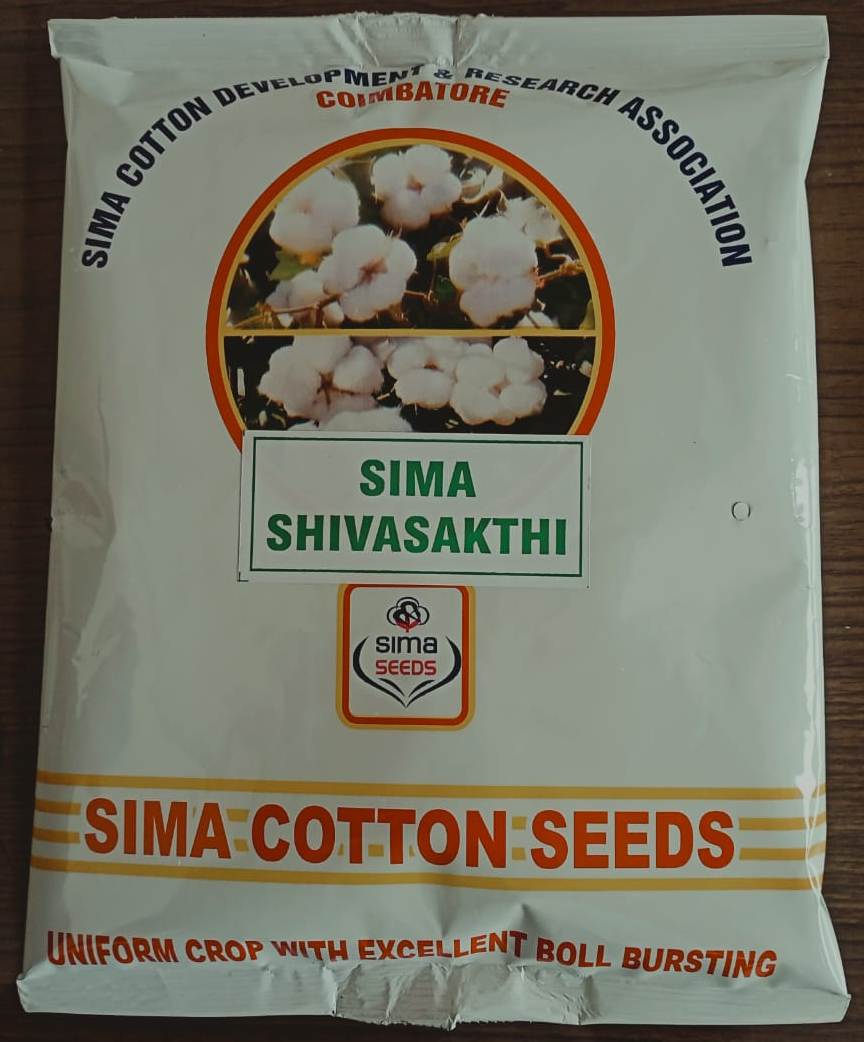 SIMA COTTON DEVELOPMENT & RESEARCH ASSOCIATION
COIMBATORE
SIMA
SHIVASAKTHI
sima
SEEDS
SIMA COTTON SEEDS
UNIFORM CROP WITH EXCELLENT BOLL BURSTING